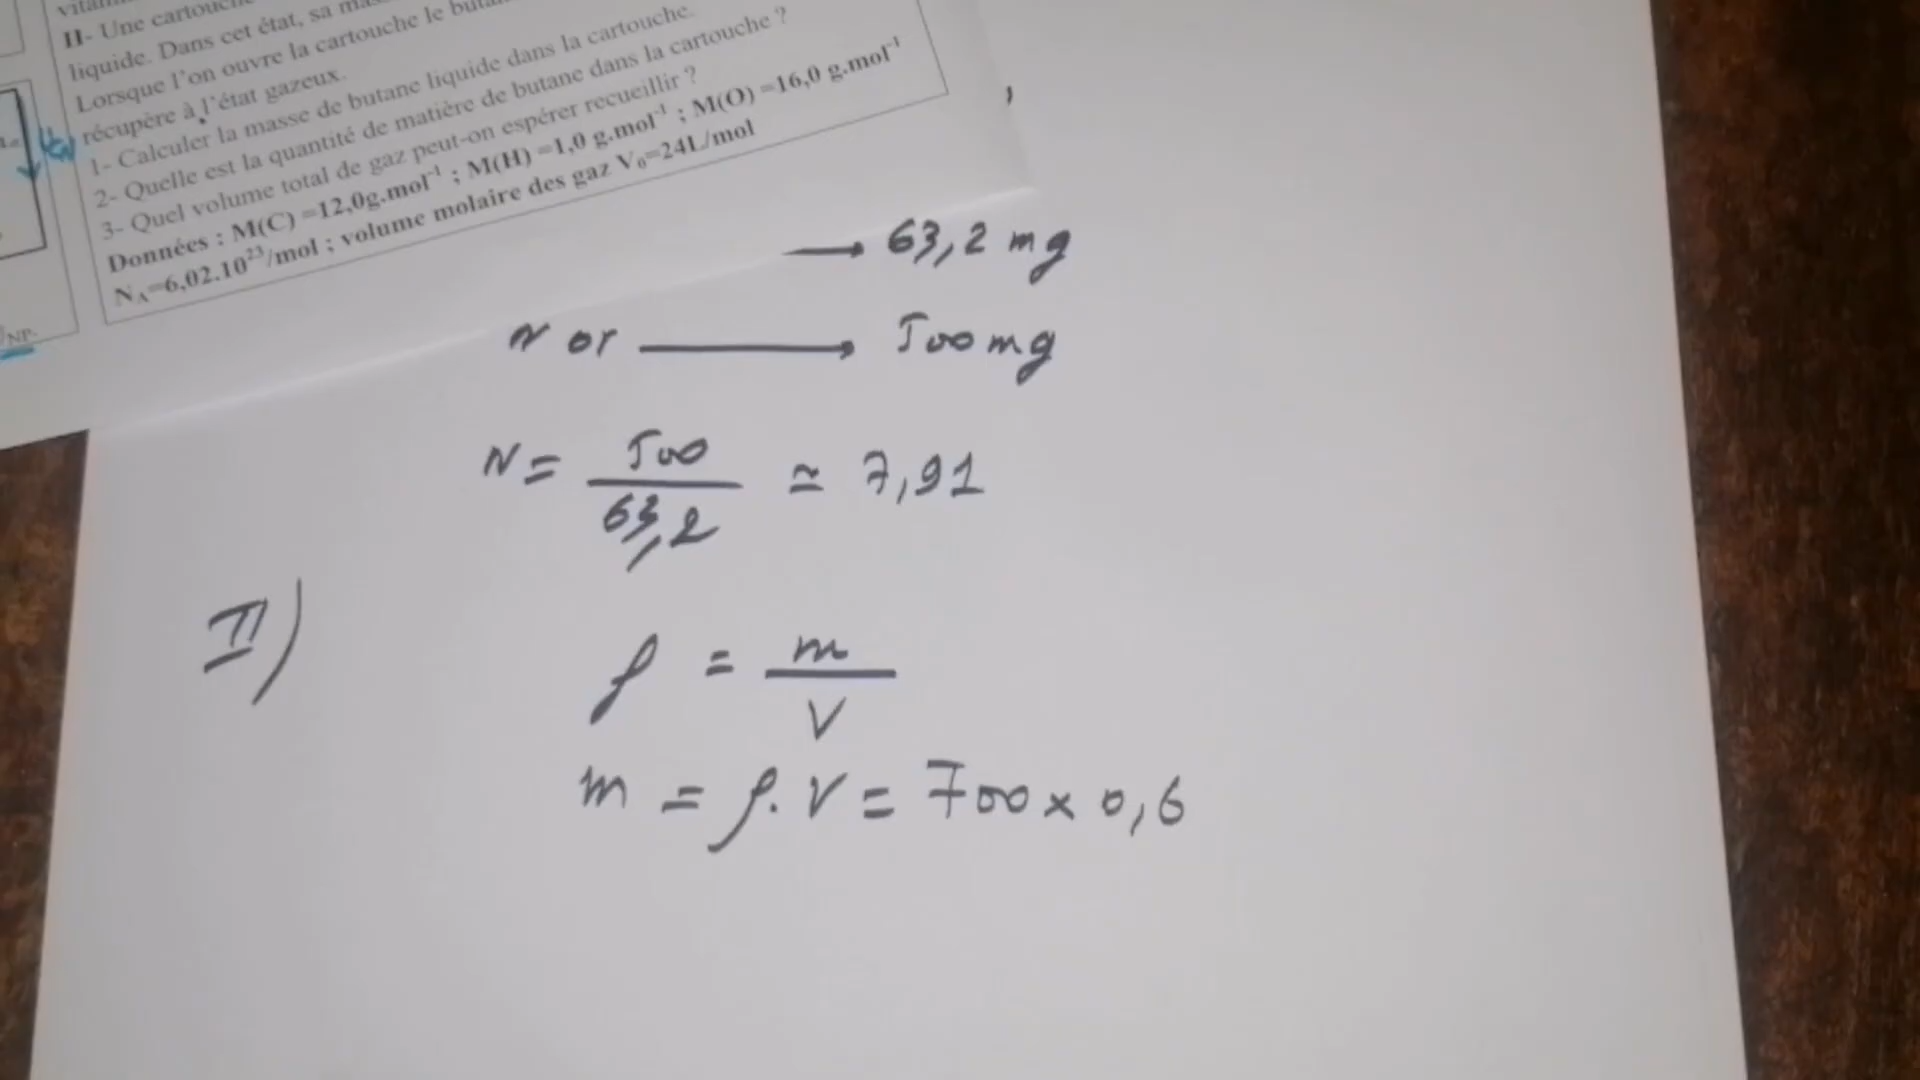 II- Une cartouche
liquide. Dans cet état, sa
Lorsque l'on ouvre la cartouche le
récupère à l'état gazeux.
1- Calculer la masse de butane liquide dans la cartouche.
2- Quelle est la quantité de matière de butane dans la cartouche ?
3- Quel volume total de gaz peut-on espérer recueillir ?
Données : M(C) =12,0g.mol⁻¹ ; M(H) =1,0 g.mol⁻¹ ; M(O) =16,0 g.mol⁻¹
N_A=6,02.10²³/mol ; volume molaire des gaz V₀=24L/mol
NP.
→ 63,2 mg
N or → 500 mg
N = 500 / 63,2 ≃ 7,91
II) ρ = m / V
m = ρ.V = 700 × 0,6